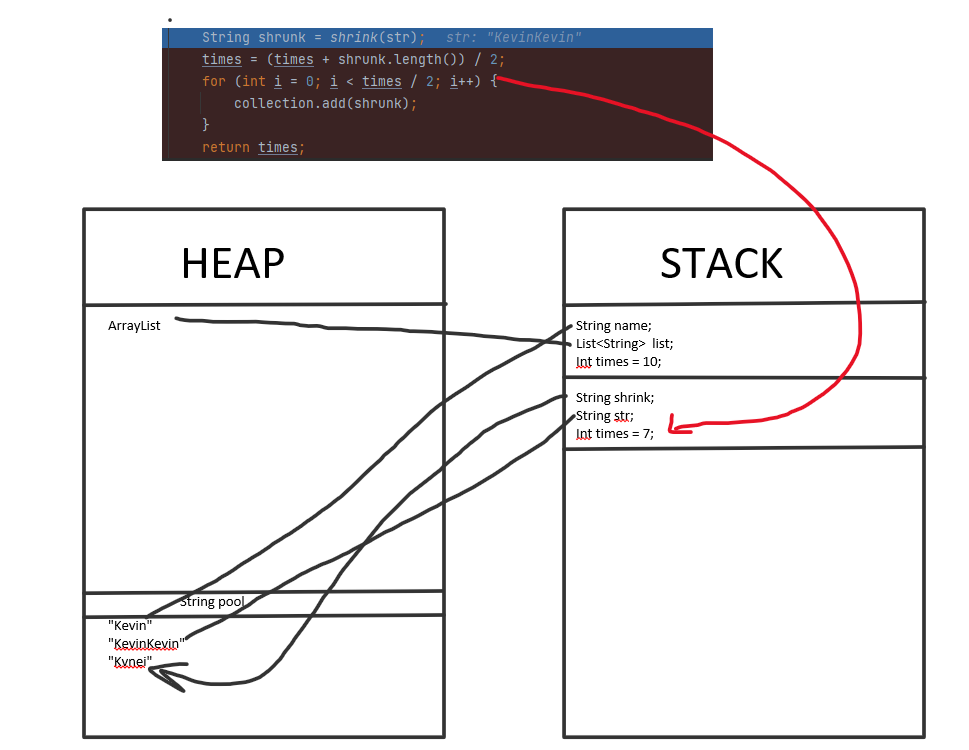 String shrunk = shrink(str); str: "KevinKevin"
times = (times + shrunk.length()) / 2;
for (int i = 0; i < times / 2; i++) {
collection.add(shrunk);
}
return times;
HEAP
STACK
ArrayList
String name;
List<String> list;
Int times = 10;
String shrink;
String str;
Int times = 7;
String pool
"Kevin"
"KevinKevin"
"Kvnei"